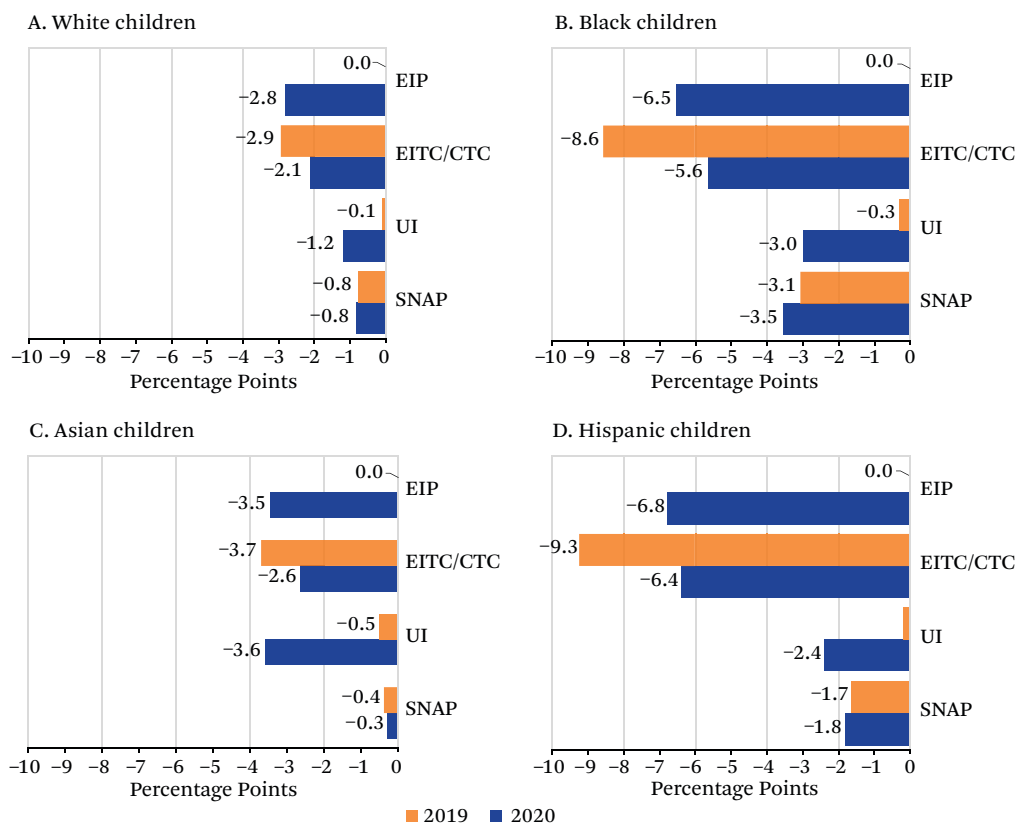 A. White children
0.0
EIP
−2.8
−2.9
EITC/CTC
−2.1
−0.1
UI
−1.2
−0.8
SNAP
−0.8
−10 −9 −8 −7 −6 −5 −4 −3 −2 −1 0
Percentage Points
B. Black children
0.0
EIP
−6.5
−8.6
EITC/CTC
−5.6
−0.3
UI
−3.0
−3.1
SNAP
−3.5
−10 −9 −8 −7 −6 −5 −4 −3 −2 −1 0
Percentage Points
C. Asian children
0.0
EIP
−3.5
−3.7
EITC/CTC
−2.6
−0.5
UI
−3.6
−0.4
SNAP
−0.3
−10 −9 −8 −7 −6 −5 −4 −3 −2 −1 0
Percentage Points
D. Hispanic children
0.0
EIP
−6.8
−9.3
EITC/CTC
−6.4
UI
−2.4
−1.7
SNAP
−1.8
−10 −9 −8 −7 −6 −5 −4 −3 −2 −1 0
Percentage Points
2019 2020